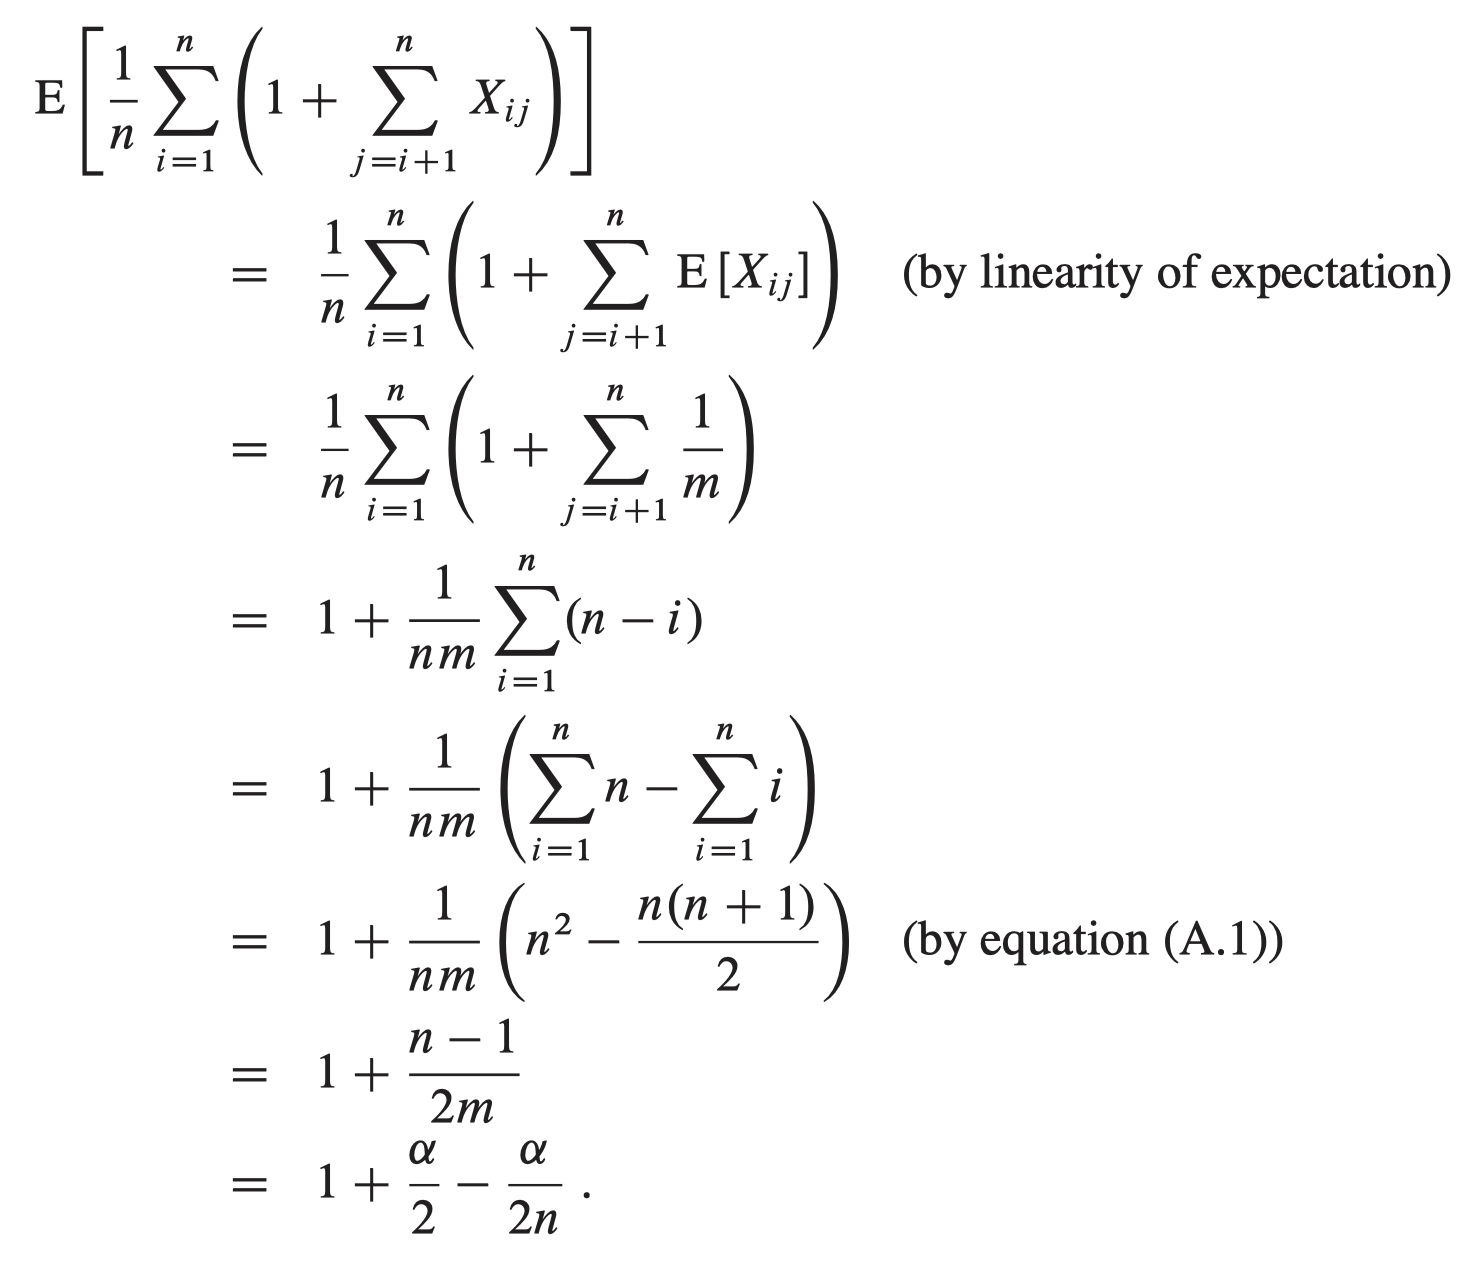 E[1/n ∑_{i=1}^{n} (1 + ∑_{j=i+1}^{n} X_{ij})]
= 1/n ∑_{i=1}^{n} (1 + ∑_{j=i+1}^{n} E[X_{ij}]) (by linearity of expectation)
= 1/n ∑_{i=1}^{n} (1 + ∑_{j=i+1}^{n} 1/m)
= 1 + 1/(nm) ∑_{i=1}^{n} (n − i)
= 1 + 1/(nm) (∑_{i=1}^{n} n − ∑_{i=1}^{n} i)
= 1 + 1/(nm) (n² − n(n + 1)/2) (by equation (A.1))
= 1 + (n − 1)/(2m)
= 1 + α/2 − α/(2n) .